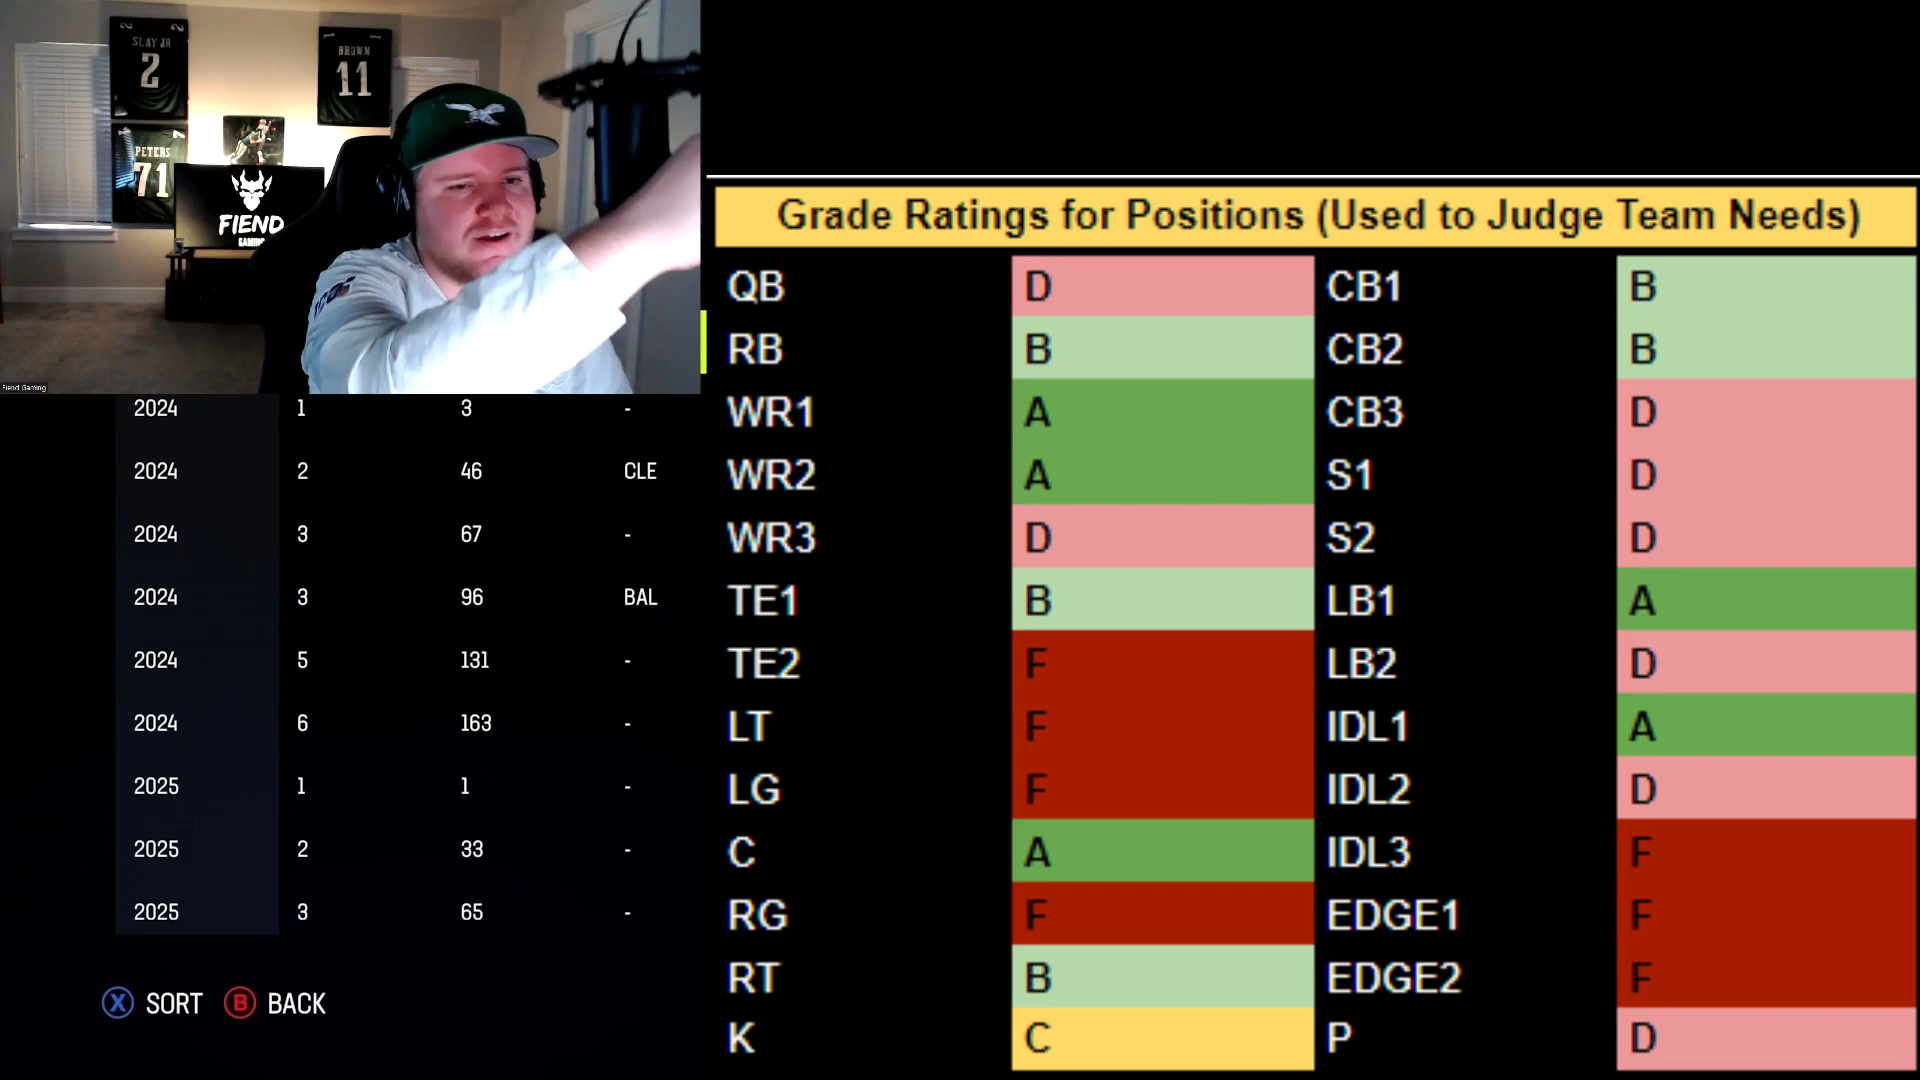 SLAY JR
2
BROWN
11
PETERS
71
FIEND
GAMING
Fiend Gaming
2024 1 3 -
2024 2 46 CLE
2024 3 67 -
2024 3 96 BAL
2024 5 131 -
2024 6 163 -
2025 1 1 -
2025 2 33 -
2025 3 65 -
X SORT B BACK
Grade Ratings for Positions (Used to Judge Team Needs)
QB D CB1 B
RB B CB2 B
WR1 A CB3 D
WR2 A S1 D
WR3 D S2 D
TE1 B LB1 A
TE2 F LB2 D
LT F IDL1 A
LG F IDL2 D
C A IDL3 F
RG F EDGE1 F
RT B EDGE2 F
K C P D